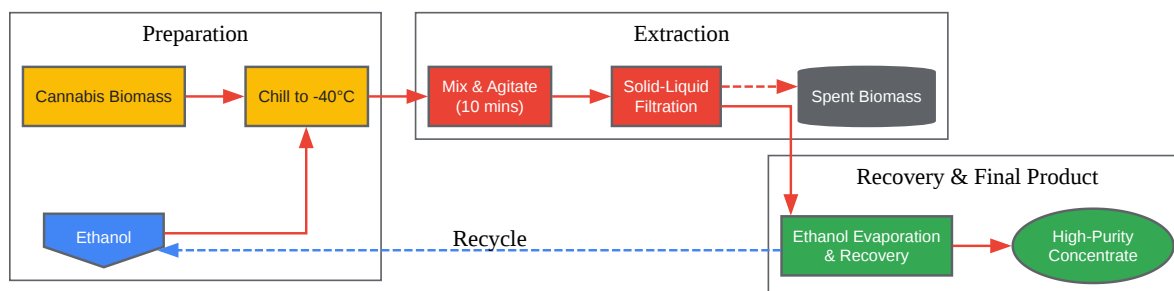 Preparation
Cannabis Biomass
Chill to -40°C
Ethanol
Extraction
Mix & Agitate
(10 mins)
Solid-Liquid
Filtration
Spent Biomass
Recovery & Final Product
Ethanol Evaporation
& Recovery
High-Purity
Concentrate
Recycle